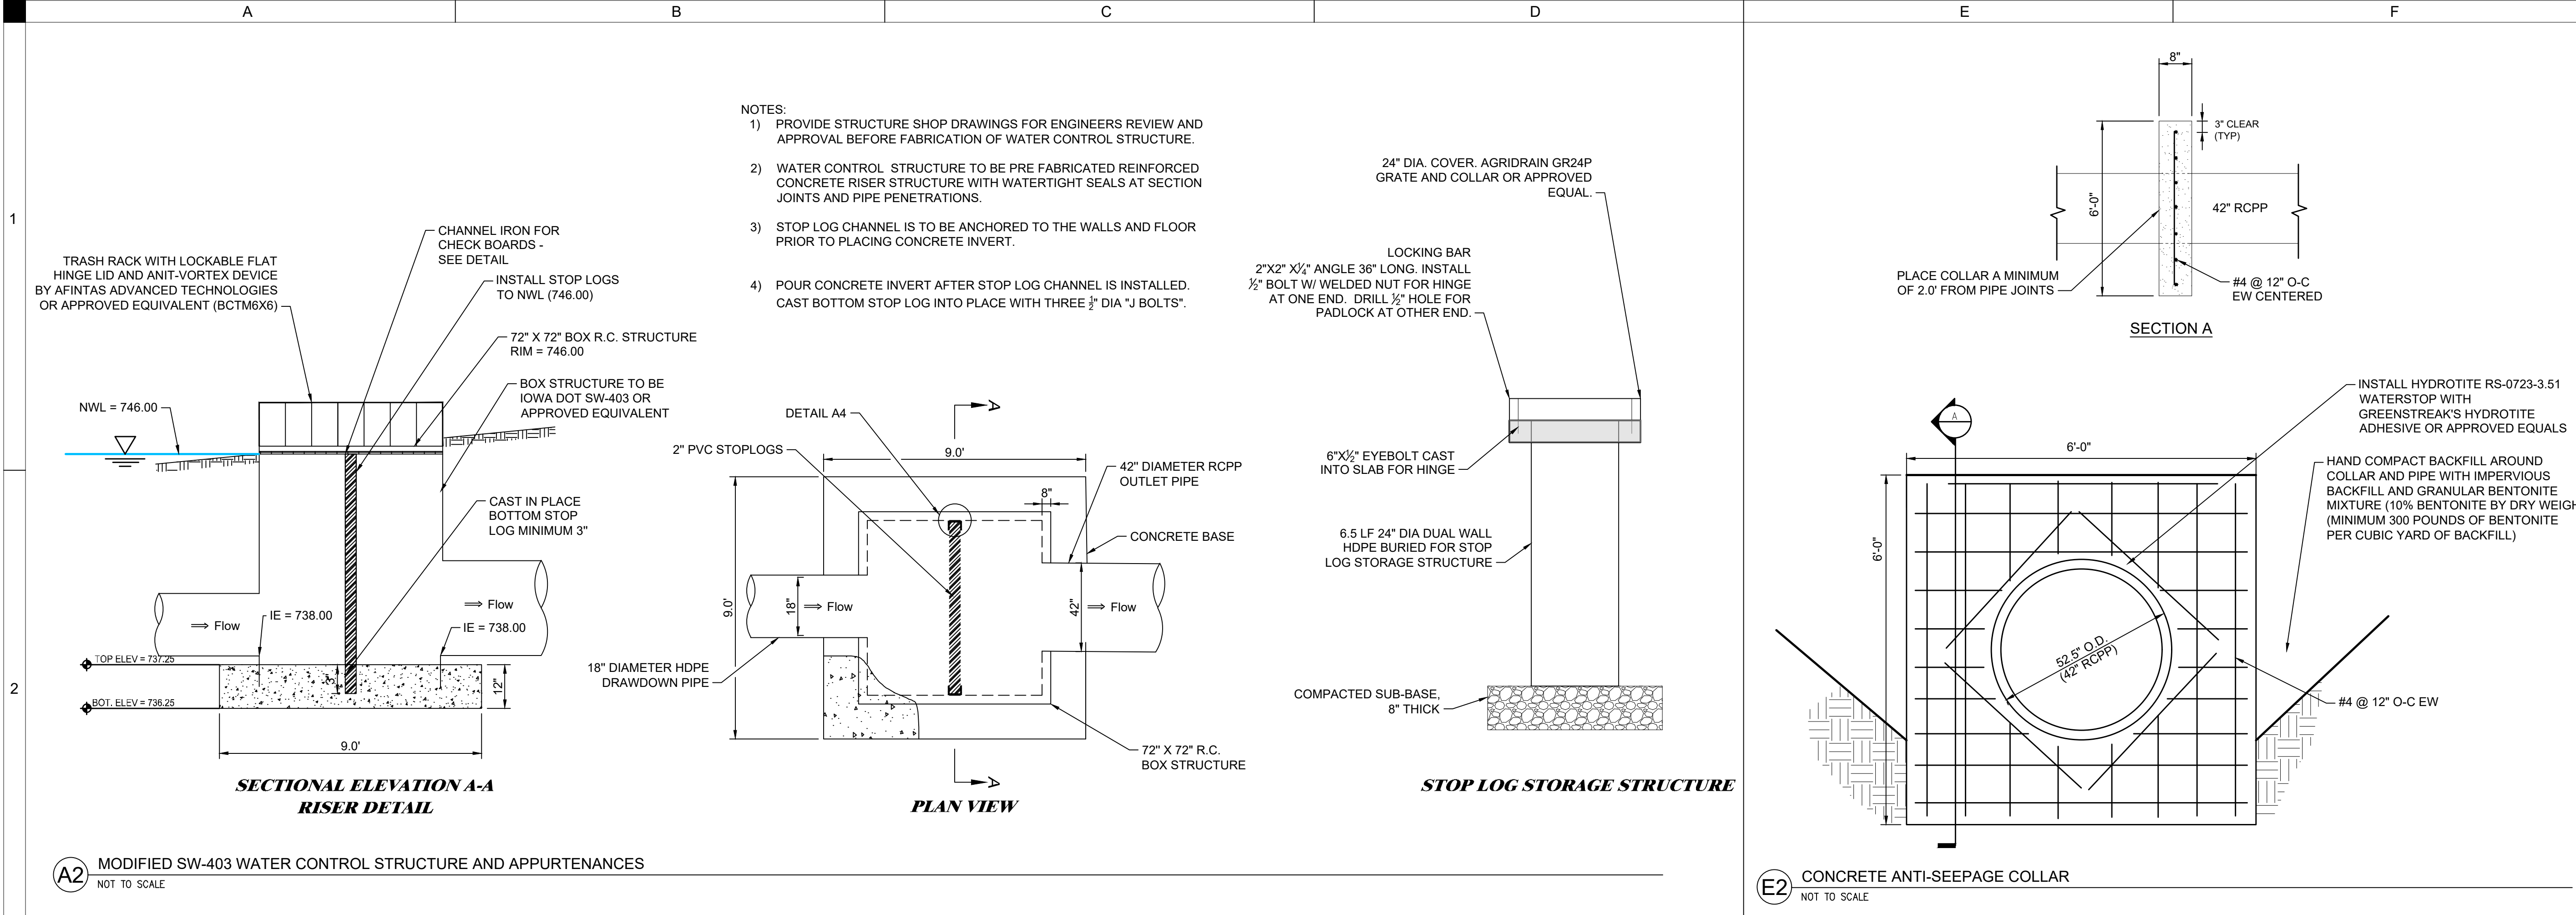 A
B
C
D
E
F
1
2
NOTES:
1) PROVIDE STRUCTURE SHOP DRAWINGS FOR ENGINEERS REVIEW AND
APPROVAL BEFORE FABRICATION OF WATER CONTROL STRUCTURE.
2) WATER CONTROL STRUCTURE TO BE PRE FABRICATED REINFORCED
CONCRETE RISER STRUCTURE WITH WATERTIGHT SEALS AT SECTION
JOINTS AND PIPE PENETRATIONS.
3) STOP LOG CHANNEL IS TO BE ANCHORED TO THE WALLS AND FLOOR
PRIOR TO PLACING CONCRETE INVERT.
4) POUR CONCRETE INVERT AFTER STOP LOG CHANNEL IS INSTALLED.
CAST BOTTOM STOP LOG INTO PLACE WITH THREE ½" DIA "J BOLTS".
TRASH RACK WITH LOCKABLE FLAT
HINGE LID AND ANIT-VORTEX DEVICE
BY AFINTAS ADVANCED TECHNOLOGIES
OR APPROVED EQUIVALENT (BCTM6X6)
CHANNEL IRON FOR
CHECK BOARDS -
SEE DETAIL
INSTALL STOP LOGS
TO NWL (746.00)
72" X 72" BOX R.C. STRUCTURE
RIM = 746.00
BOX STRUCTURE TO BE
IOWA DOT SW-403 OR
APPROVED EQUIVALENT
NWL = 746.00
CAST IN PLACE
BOTTOM STOP
LOG MINIMUM 3"
⇒ Flow
IE = 738.00
⇒ Flow
IE = 738.00
TOP ELEV = 737.25
BOT. ELEV = 736.25
3"
12"
9.0'
SECTIONAL ELEVATION A-A
RISER DETAIL
A
DETAIL A4
2" PVC STOPLOGS
9.0'
8"
42" DIAMETER RCPP
OUTLET PIPE
CONCRETE BASE
9.0'
18"
⇒ Flow
42"
⇒ Flow
18" DIAMETER HDPE
DRAWDOWN PIPE
72" X 72" R.C.
BOX STRUCTURE
A
PLAN VIEW
24" DIA. COVER. AGRIDRAIN GR24P
GRATE AND COLLAR OR APPROVED
EQUAL.
LOCKING BAR
2"X2" X¼" ANGLE 36" LONG. INSTALL
½" BOLT W/ WELDED NUT FOR HINGE
AT ONE END. DRILL ½" HOLE FOR
PADLOCK AT OTHER END.
6"X½" EYEBOLT CAST
INTO SLAB FOR HINGE
6.5 LF 24" DIA DUAL WALL
HDPE BURIED FOR STOP
LOG STORAGE STRUCTURE
COMPACTED SUB-BASE,
8" THICK
STOP LOG STORAGE STRUCTURE
A2
MODIFIED SW-403 WATER CONTROL STRUCTURE AND APPURTENANCES
NOT TO SCALE
8"
3" CLEAR
(TYP)
6'-0"
42" RCPP
PLACE COLLAR A MINIMUM
OF 2.0' FROM PIPE JOINTS
#4 @ 12" O-C
EW CENTERED
SECTION A
A
6'-0"
6'-0"
INSTALL HYDROTITE RS-0723-3.51
WATERSTOP WITH
GREENSTREAK'S HYDROTITE
ADHESIVE OR APPROVED EQUALS
HAND COMPACT BACKFILL AROUND
COLLAR AND PIPE WITH IMPERVIOUS
BACKFILL AND GRANULAR BENTONITE
MIXTURE (10% BENTONITE BY DRY
(MINIMUM 300 POUNDS OF BENTONITE
PER CUBIC YARD OF BACKFILL)
52.5" O.D.
(42" RCPP)
#4 @ 12" O-C EW
E2
CONCRETE ANTI-SEEPAGE COLLAR
NOT TO SCALE